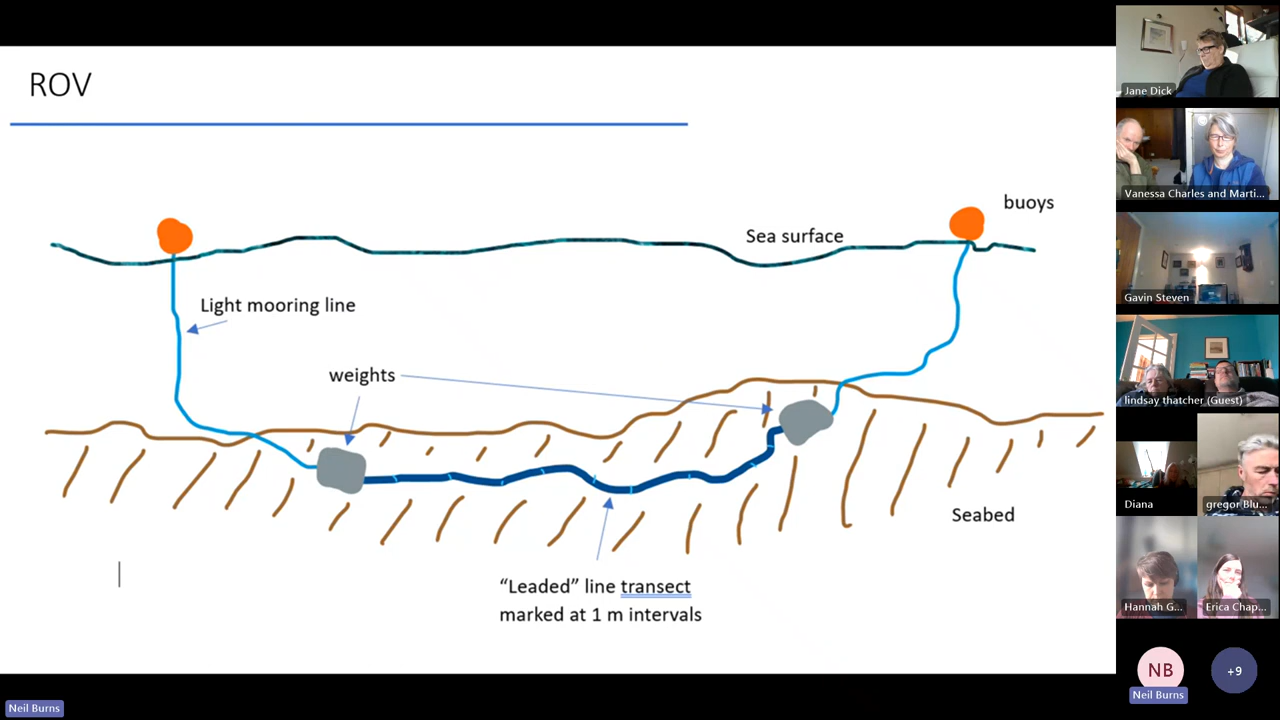 ROV
buoys
Sea surface
Light mooring line
weights
Seabed
“Leaded” line transect
marked at 1 m intervals
Jane Dick
Vanessa Charles and Marti...
Gavin Steven
lindsay thatcher (Guest)
Diana
gregor Blu...
Hannah G...
Erica Chap...
NB
Neil Burns
+9
Neil Burns